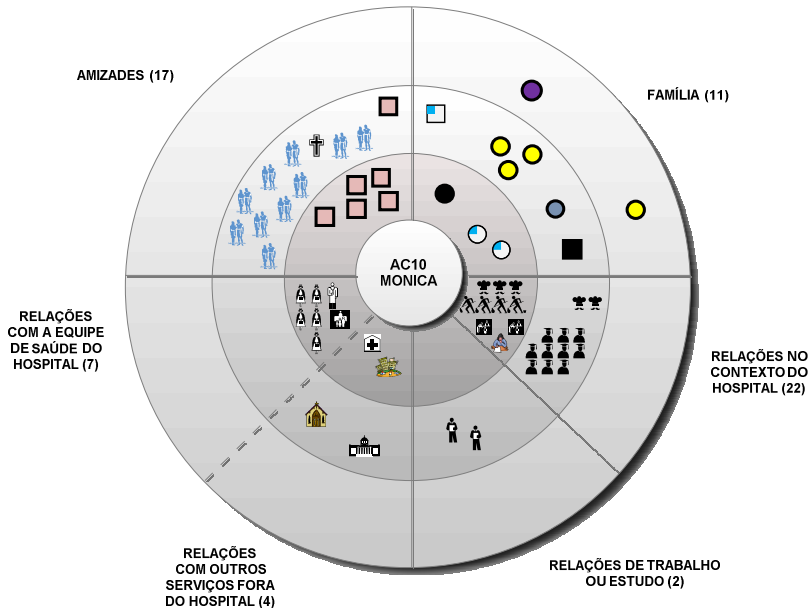 AMIZADES (17)
FAMÍLIA (11)
AC10
MONICA
RELAÇÕES
COM A EQUIPE
DE SAÚDE DO
HOSPITAL (7)
RELAÇÕES NO
CONTEXTO DO
HOSPITAL (22)
RELAÇÕES
COM OUTROS
SERVIÇOS FORA
DO HOSPITAL (4)
RELAÇÕES DE TRABALHO
OU ESTUDO (2)